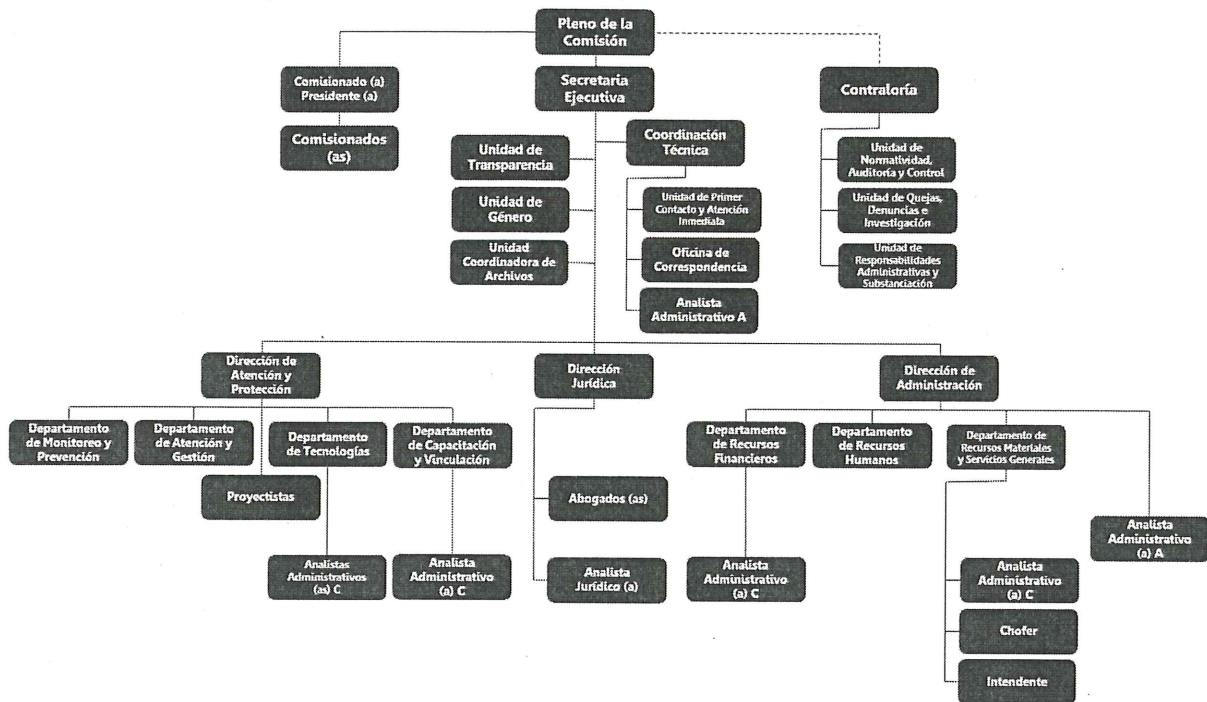 Pleno de la
Comisión
Comisionado (a)
Presidente (a)
Secretaría
Ejecutiva
Contraloría
Comisionados
(as)
Unidad de
Transparencia
Coordinación
Técnica
Unidad de
Normatividad,
Auditoría y Control
Unidad de
Género
Unidad de Primer
Contacto y Atención
Inmediata
Unidad de Quejas,
Denuncias e
Investigación
Unidad
Coordinadora de
Archivos
Oficina de
Correspondencia
Unidad de
Responsabilidades
Administrativas y
Substanciación
Analista
Administrativo A
Dirección de
Atención y
Protección
Dirección
Jurídica
Dirección de
Administración
Departamento
de Monitoreo y
Prevención
Departamento
de Atención y
Gestión
Departamento
de Tecnologías
Departamento
de Capacitación
y Vinculación
Departamento
de Recursos
Financieros
Departamento
de Recursos
Humanos
Departamento de
Recursos Materiales
y Servicios Generales
Proyectistas
Abogados (as)
Analista
Administrativo
(a) A
Analistas
Administrativos
(as) C
Analista
Administrativo
(a) C
Analista
Jurídico (a)
Analista
Administrativo
(a) C
Analista
Administrativo
(a) C
Chofer
Intendente